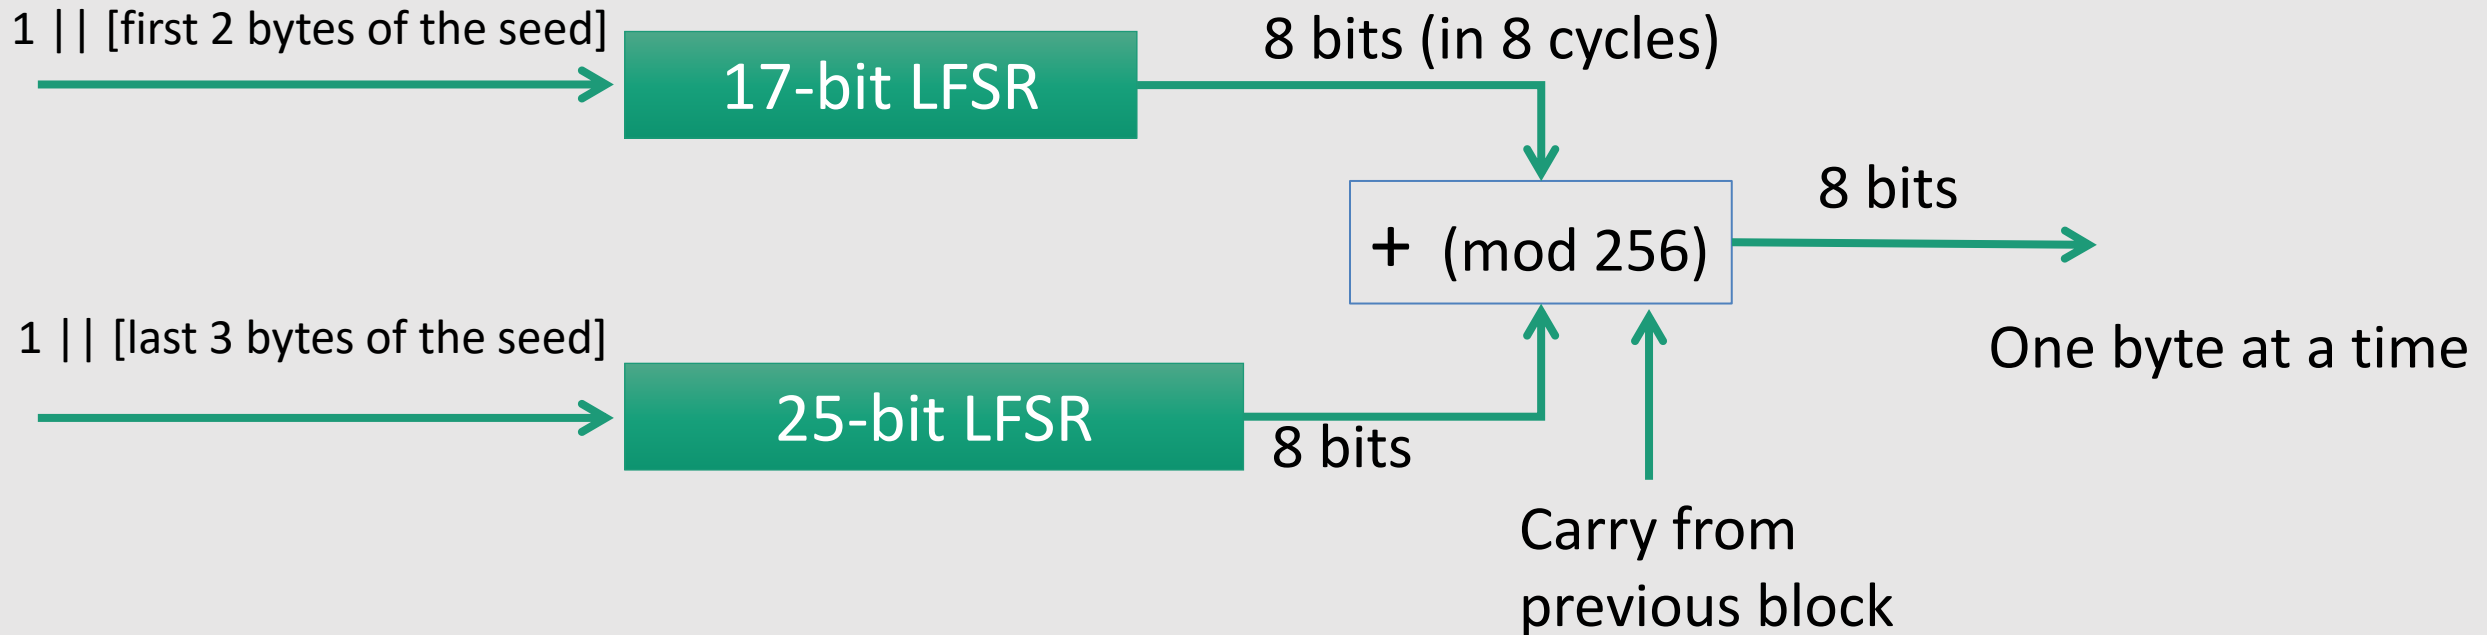 1 || [first 2 bytes of the seed]
8 bits (in 8 cycles)
17-bit LFSR
8 bits
+ (mod 256)
1 || [last 3 bytes of the seed]
One byte at a time
25-bit LFSR
8 bits
Carry from
previous block